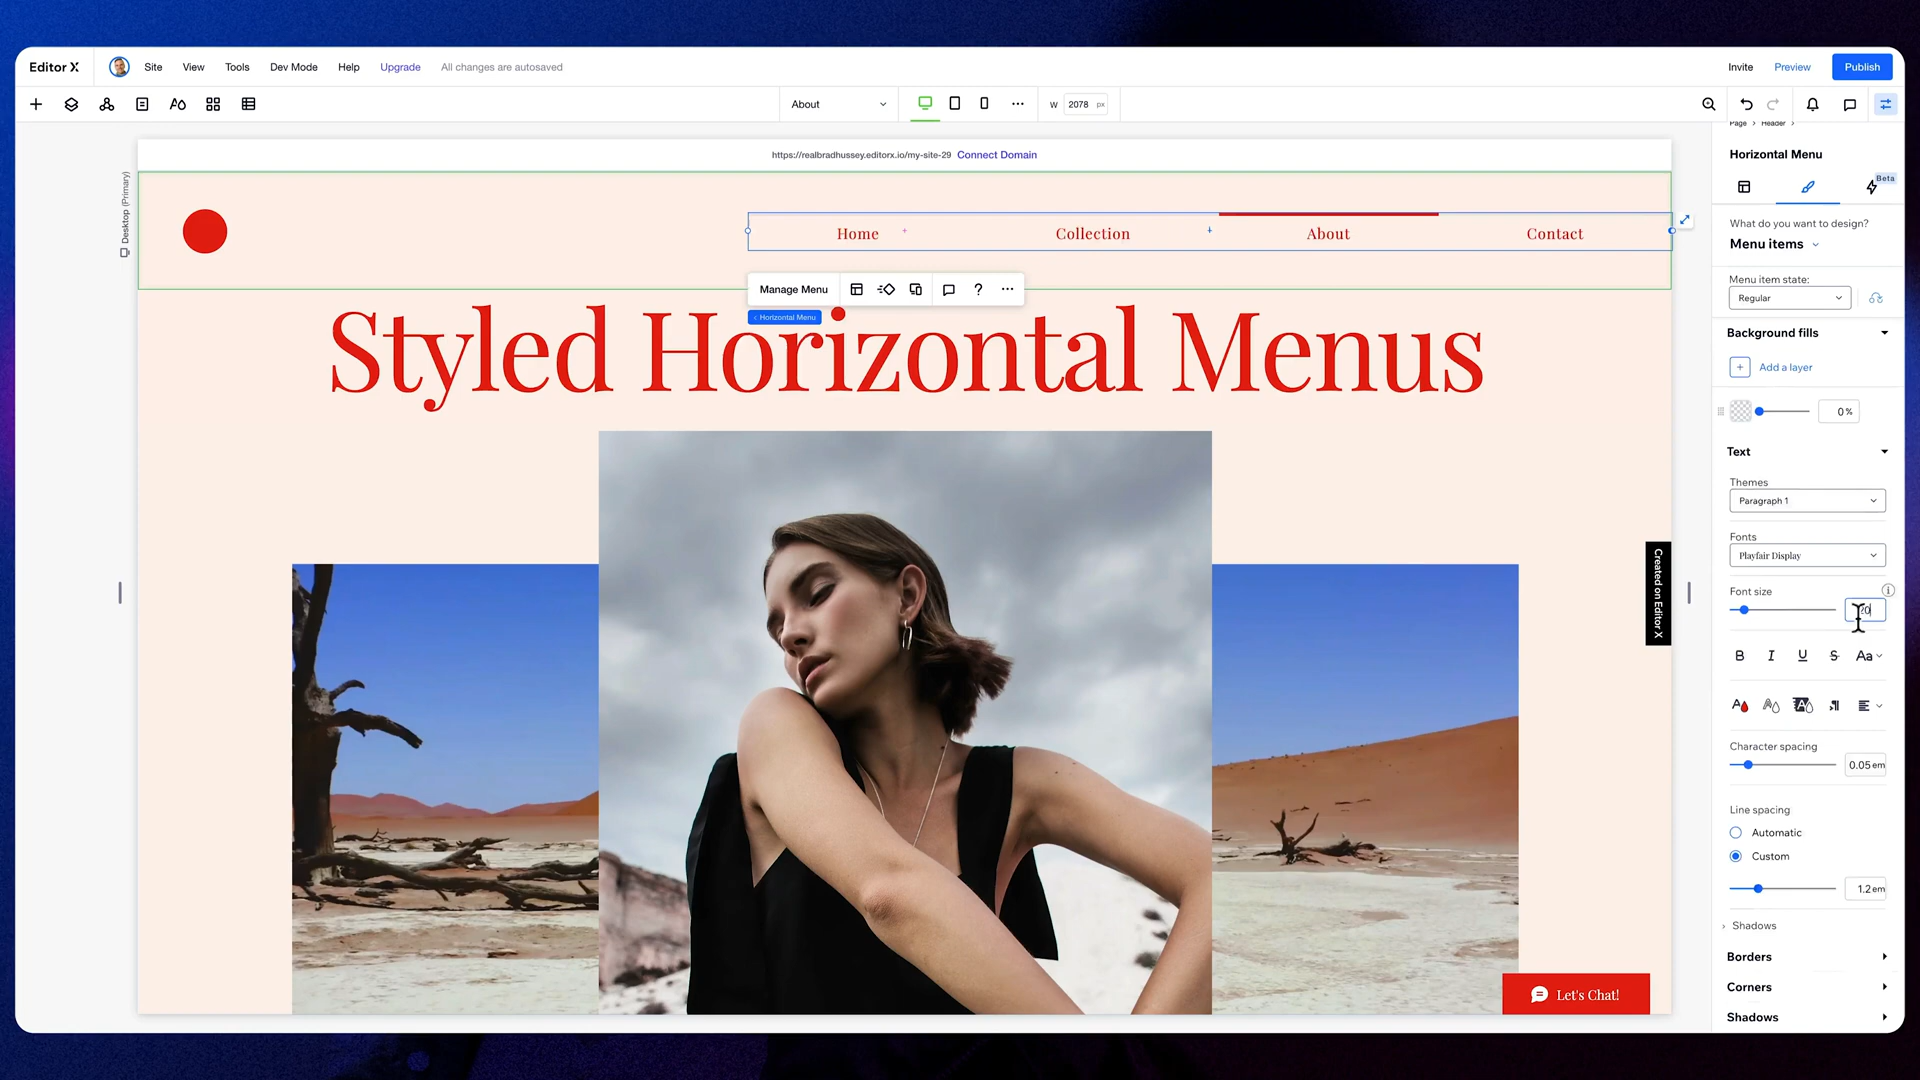 Editor X
Site
View
Tools
Dev Mode
Help
Upgrade
All changes are autosaved
Invite
Preview
Publish
About
W 2078 px
Page > Header >
https://realbradhussey.editorx.io/my-site-29 Connect Domain
Desktop (Primary)
Home
Collection
About
Contact
Manage Menu
?
< Horizontal Menu
Styled Horizontal Menus
Created on Editor X
Let's Chat!
Horizontal Menu
Beta
What do you want to design?
Menu items
Menu item state:
Regular
Background fills
+ Add a layer
0 %
Text
Themes
Paragraph 1
Fonts
Playfair Display
Font size
20
B I U S Aa
Character spacing
0.05 em
Line spacing
Automatic
Custom
1.2 em
> Shadows
Borders
Corners
Shadows